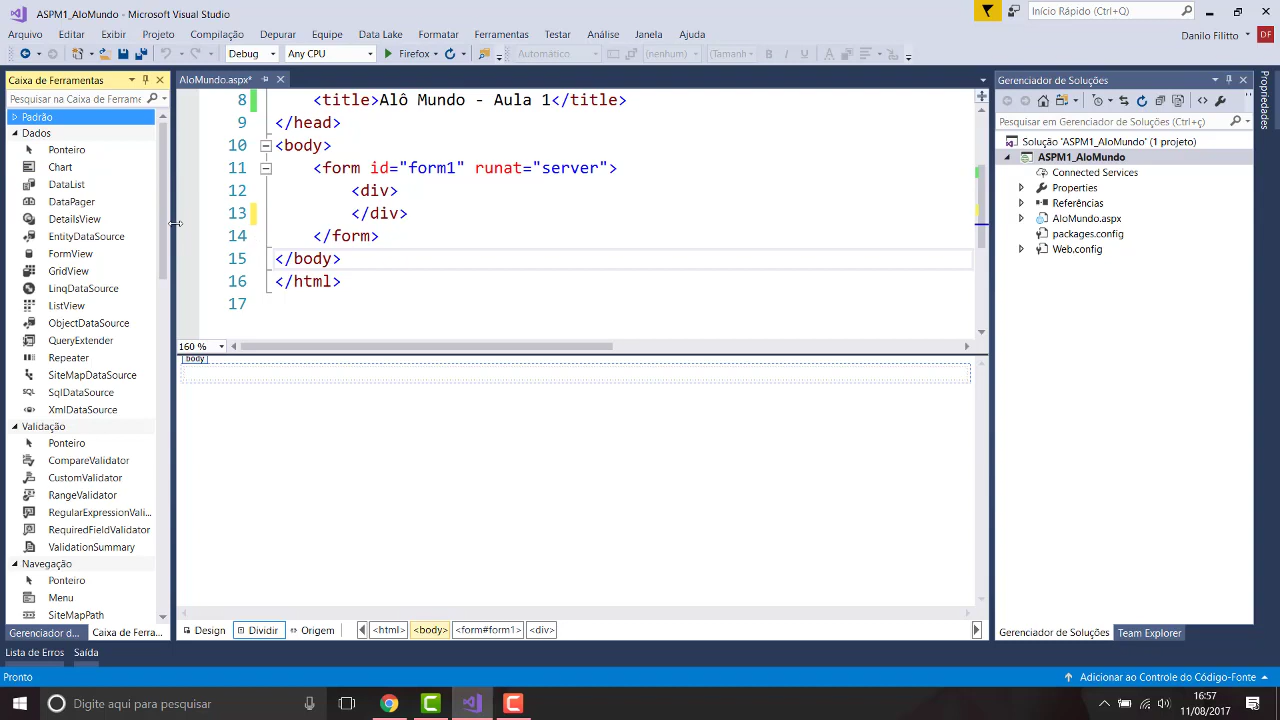 ASPM1_AloMundo - Microsoft Visual Studio
Início Rápido (Ctrl+Q)
Arquivo Editar Exibir Projeto Compilação Depurar Equipe Data Lake Formatar Ferramentas Testar Análise Janela Ajuda
Danilo Filitto DF
Debug Any CPU Firefox Automático (nenhum) (Tamanh B I U A
Caixa de Ferramentas
AloMundo.aspx*
Gerenciador de Soluções
Propriedades
Pesquisar na Caixa de Ferrame
Pesquisar em Gerenciador de Soluções (Ctrl+ç)
Padrão
Dados
Ponteiro
Chart
DataList
DataPager
DetailsView
EntityDataSource
FormView
GridView
LinqDataSource
ListView
ObjectDataSource
QueryExtender
Repeater
SiteMapDataSource
SQL SqlDataSource
XmlDataSource
Validação
Ponteiro
CompareValidator
CustomValidator
RangeValidator
RegularExpressionVali...
RequiredFieldValidator
ValidationSummary
Navegação
Ponteiro
Menu
SiteMapPath
Gerenciador d... Caixa de Ferra...
8 <title>Alô Mundo - Aula 1</title>
9 </head>
10 <body>
11 <form id="form1" runat="server">
12 <div>
13 </div>
14 </form>
15 </body>
16 </html>
17
160 %
body
Design Dividir Origem <html> <body> <form#form1> <div>
Solução "ASPM1_AloMundo" (1 projeto)
ASPM1_AloMundo
Connected Services
Properties
Referências
AloMundo.aspx
packages.config
Web.config
Gerenciador de Soluções Team Explorer
Lista de Erros Saída
Pronto
Adicionar ao Controle do Código-Fonte
Digite aqui para pesquisar
16:57
11/08/2017